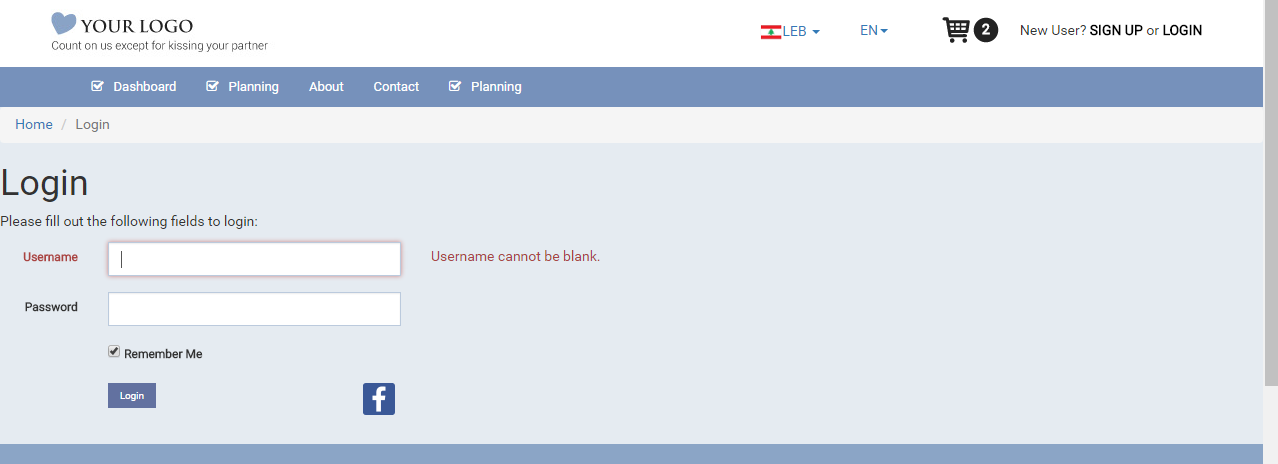 YOUR LOGO
Count on us except for kissing your partner
LEB EN 2 New User? SIGN UP or LOGIN
Dashboard Planning About Contact Planning
Home / Login
Login
Please fill out the following fields to login:
Username Username cannot be blank.
Password
Remember Me
Login f